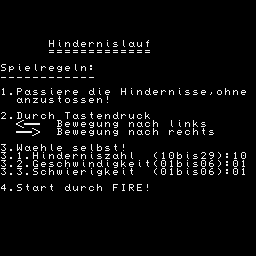 Hindernislauf
=============
Spielregeln:
------------
1.Passiere die Hindernisse,ohne
anzustossen!
2.Durch Tastendruck
<— Bewegung nach links
—> Bewegung nach rechts
3.Waehle selbst!
3.1.Hinderniszahl (10bis29):10
3.2.Geschwindigkeit(01bis06):01
3.3.Schwierigkeit (01bis06):01
4.Start durch FIRE!